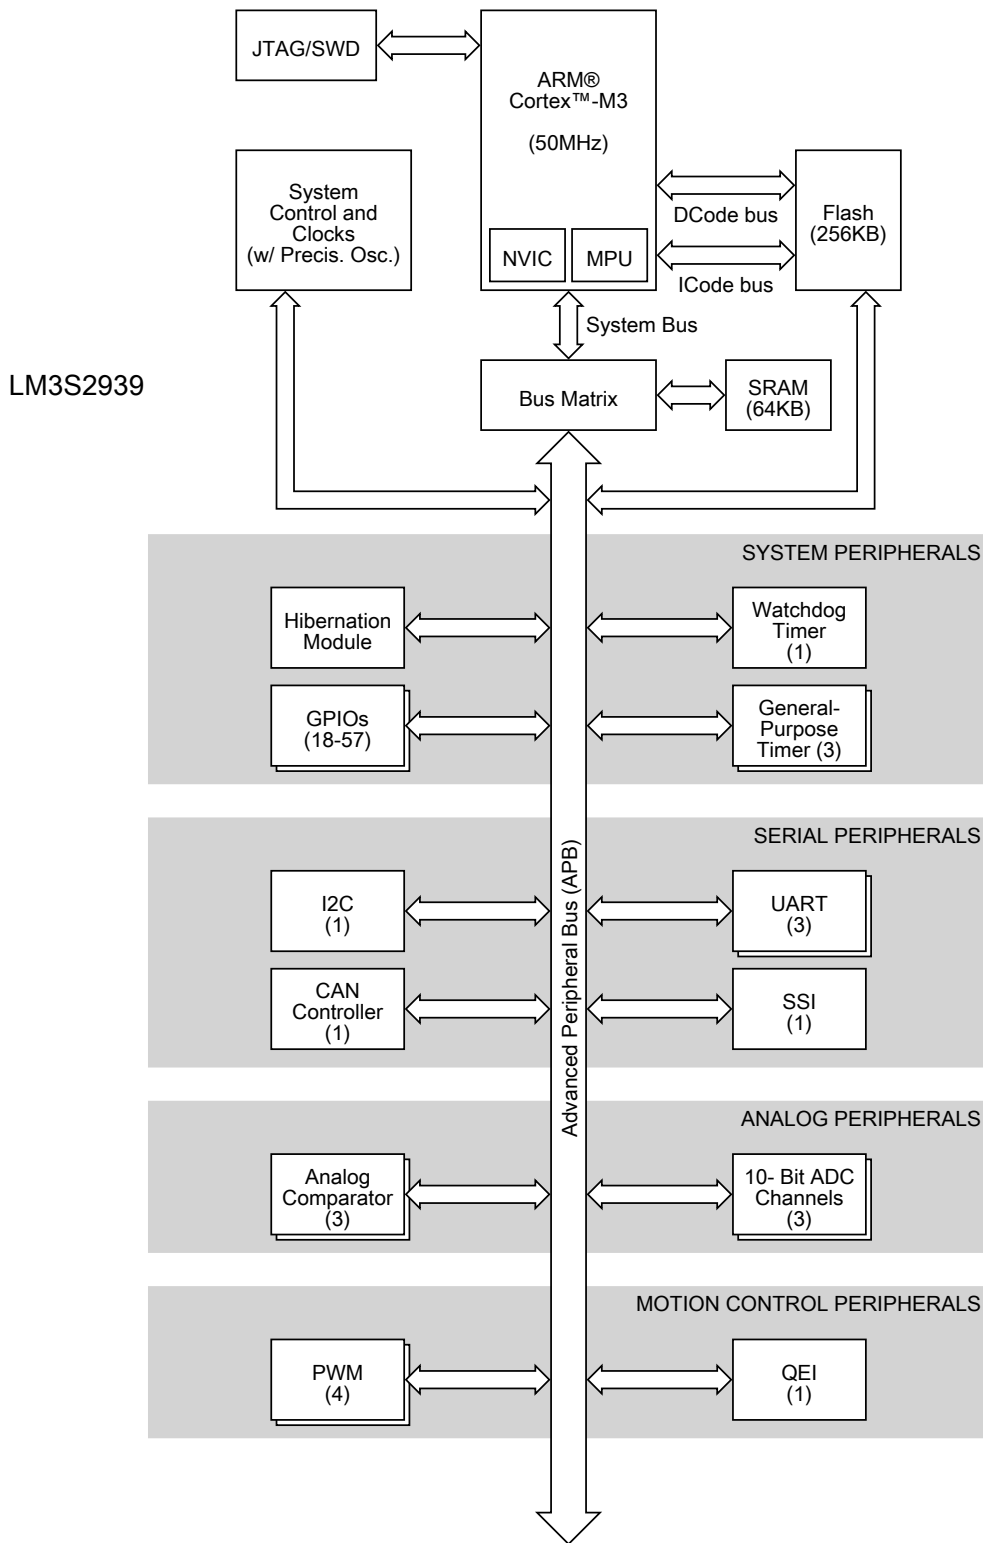 JTAG/SWD
ARM®
Cortex™-M3
(50MHz)
System
Control and
Clocks
(w/ Precis. Osc.)
DCode bus
Flash
(256KB)
NVIC
MPU
ICode bus
System Bus
LM3S2939
Bus Matrix
SRAM
(64KB)
SYSTEM PERIPHERALS
Hibernation
Module
Watchdog
Timer
(1)
GPIOs
(18-57)
General-
Purpose
Timer (3)
Advanced Peripheral Bus (APB)
SERIAL PERIPHERALS
I2C
(1)
UART
(3)
CAN
Controller
(1)
SSI
(1)
ANALOG PERIPHERALS
Analog
Comparator
(3)
10- Bit ADC
Channels
(3)
MOTION CONTROL PERIPHERALS
PWM
(4)
QEI
(1)